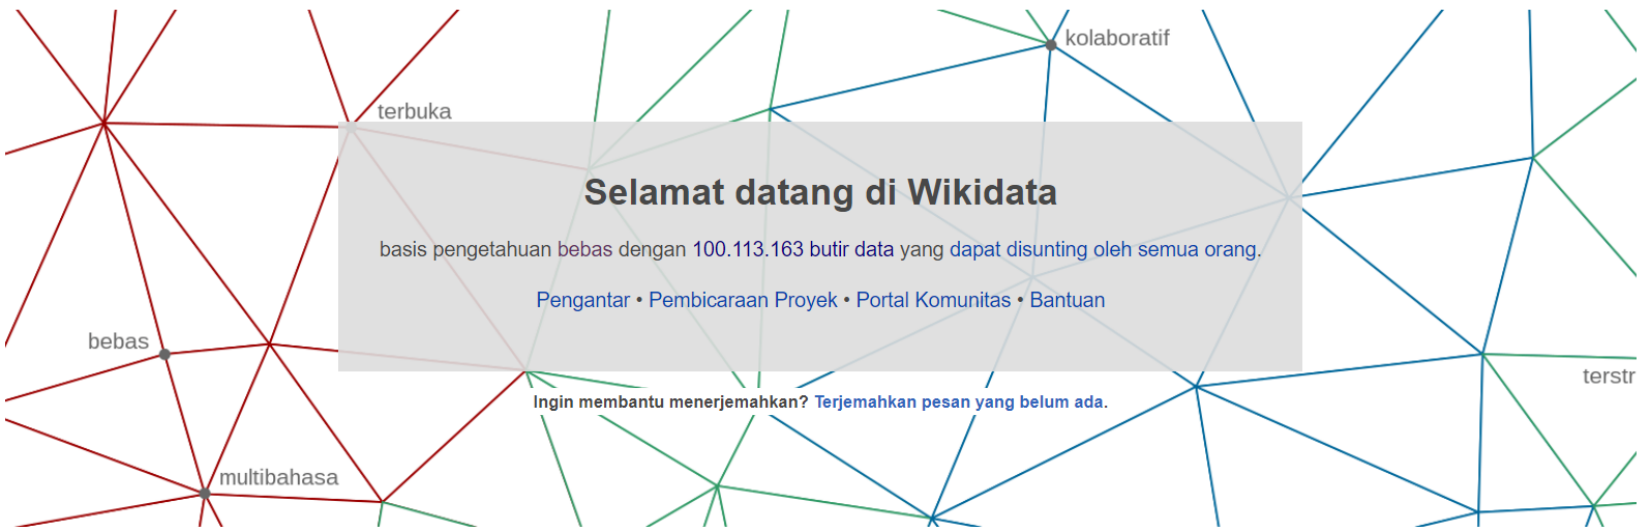 kolaboratif
terbuka
Selamat datang di Wikidata
basis pengetahuan bebas dengan 100.113.163 butir data yang dapat disunting oleh semua orang.
Pengantar • Pembicaraan Proyek • Portal Komunitas • Bantuan
bebas
terstr
Ingin membantu menerjemahkan? Terjemahkan pesan yang belum ada.
multibahasa